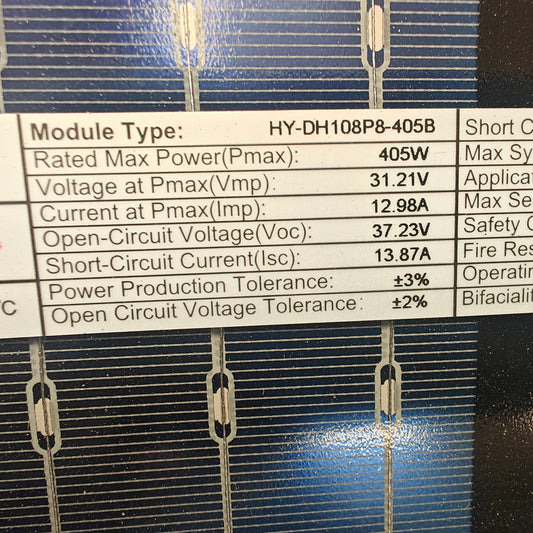 Module Type: HY-DH108P8-405B
Rated Max Power(Pmax): 405W
Voltage at Pmax(Vmp): 31.21V
Current at Pmax(Imp): 12.98A
Open-Circuit Voltage(Voc): 37.23V
Short-Circuit Current(Isc): 13.87A
Power Production Tolerance: ±3%
Open Circuit Voltage Tolerance: ±2%
Short C
Max Sy
Applicat
Max Se
Safety C
Fire Res
Operatin
Bifaciali
°C